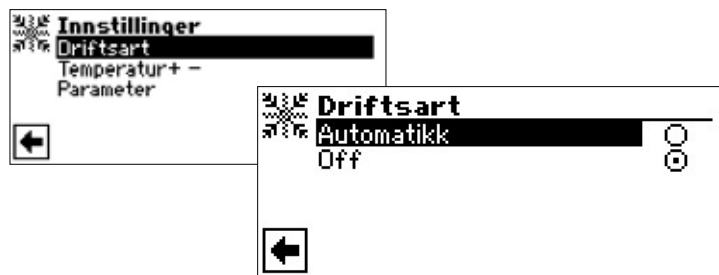 Innstillinger
Driftsart
Temperatur+ −
Parameter
Driftsart
Automatikk
Off